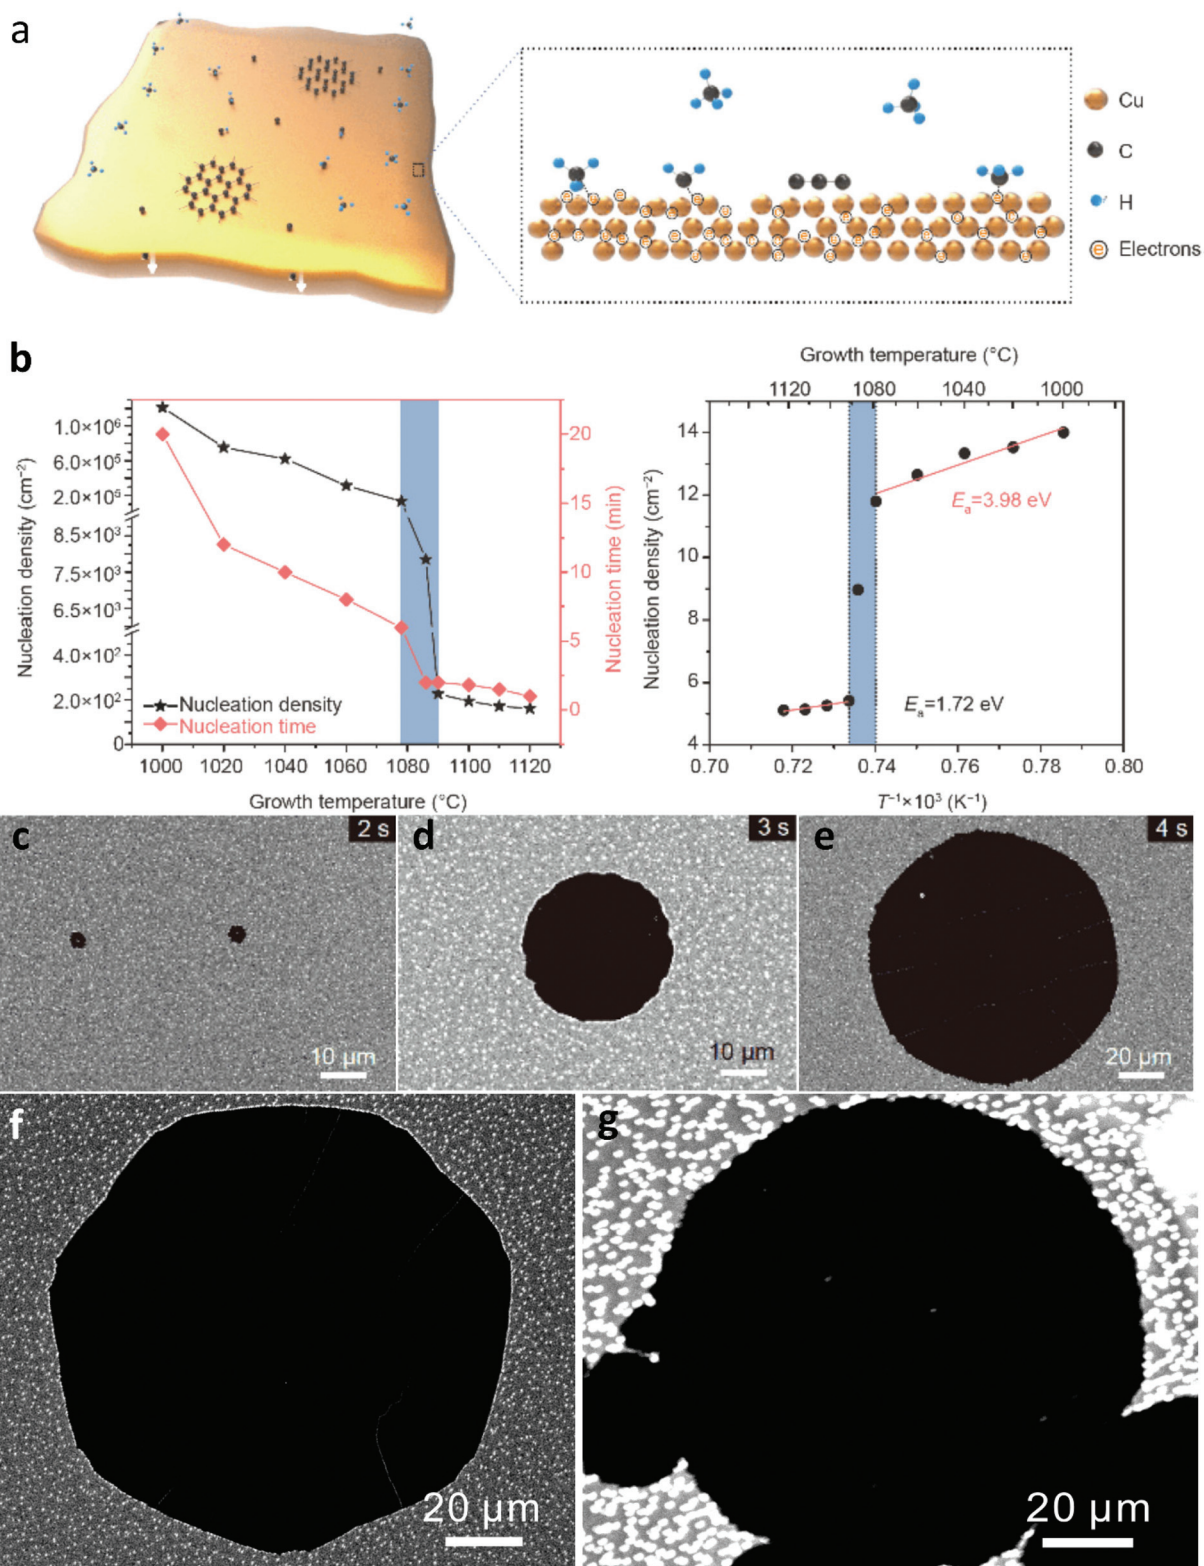 a
Cu
C
H
Electrons
e
b
Nucleation density (cm⁻²)
1.0×10⁶
6.0×10⁵
2.0×10⁵
8.5×10³
7.5×10³
6.5×10³
4.0×10²
2.0×10²
0
Nucleation density
Nucleation time
20
15
10
5
0
Nucleation time (min)
1000 1020 1040 1060 1080 1100 1120
Growth temperature (°C)
Growth temperature (°C)
1120 1080 1040 1000
Nucleation density (cm⁻²)
14
12
10
8
6
4
Eₐ=3.98 eV
Eₐ=1.72 eV
0.70 0.72 0.74 0.76 0.78 0.80
T⁻¹×10³ (K⁻¹)
c
2 s
10 μm
d
3 s
10 μm
e
4 s
20 μm
f
20 μm
g
20 μm